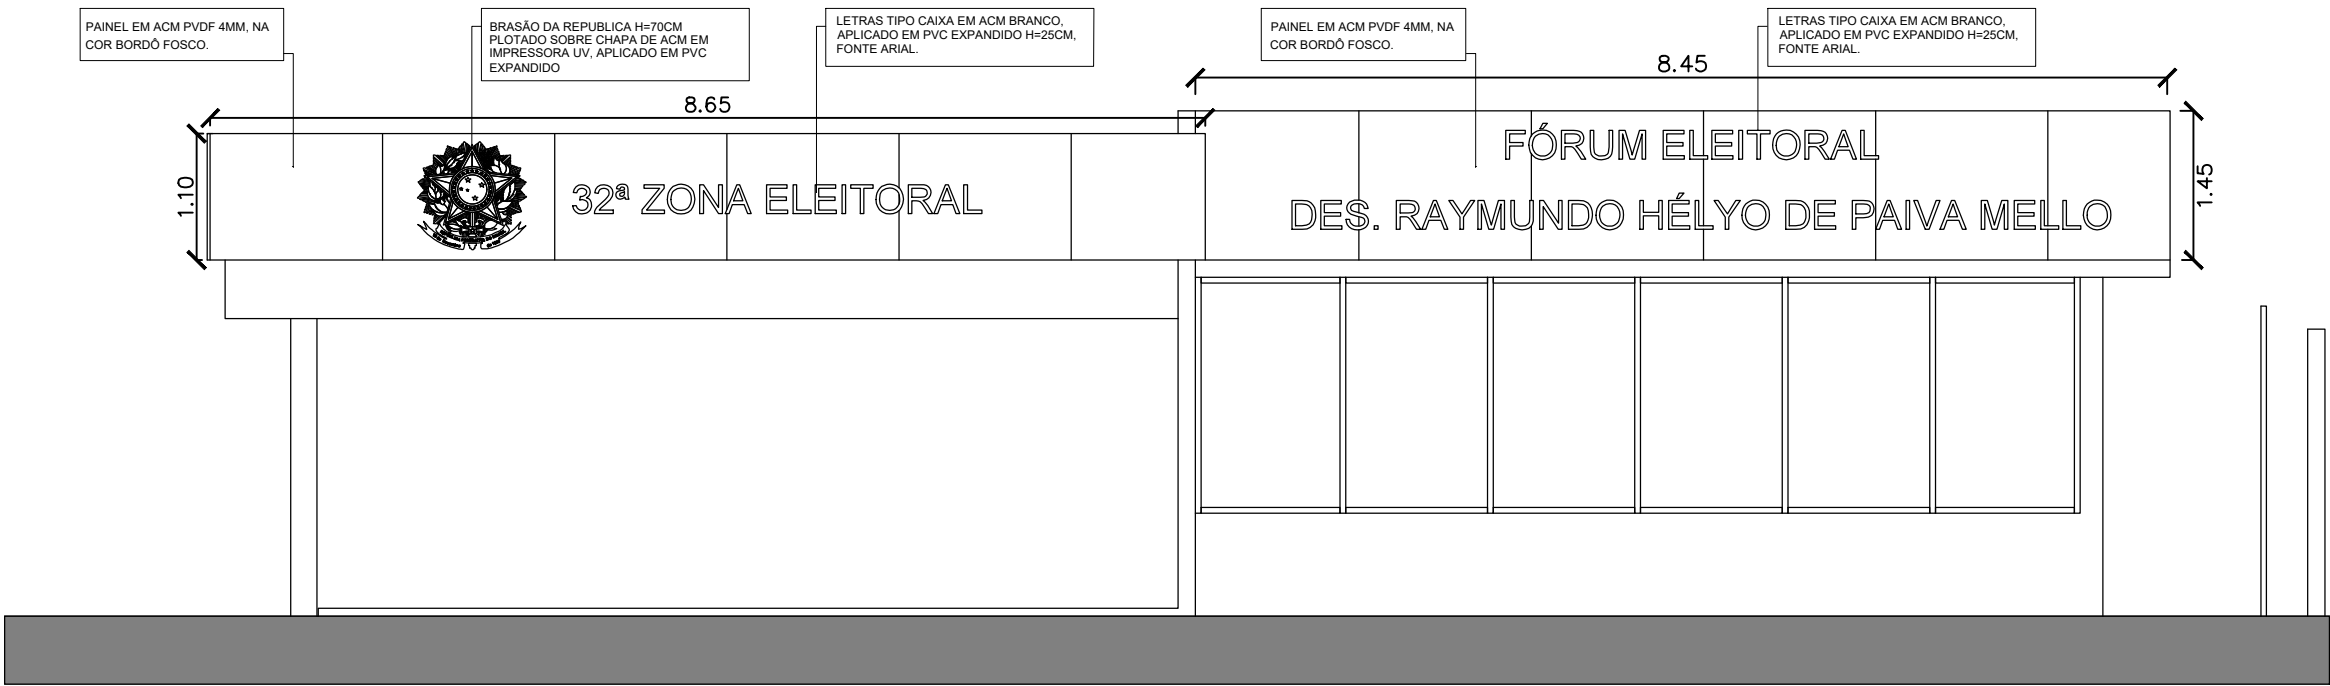 PAINEL EM ACM PVDF 4MM, NA
COR BORDÔ FOSCO.
BRASÃO DA REPUBLICA H=70CM
PLOTADO SOBRE CHAPA DE ACM EM
IMPRESSORA UV, APLICADO EM PVC
EXPANDIDO
LETRAS TIPO CAIXA EM ACM BRANCO,
APLICADO EM PVC EXPANDIDO H=25CM,
FONTE ARIAL.
PAINEL EM ACM PVDF 4MM, NA
COR BORDÔ FOSCO.
LETRAS TIPO CAIXA EM ACM BRANCO,
APLICADO EM PVC EXPANDIDO H=25CM,
FONTE ARIAL.
8.65
8.45
1.10
32ª ZONA ELEITORAL
FÓRUM ELEITORAL
DES. RAYMUNDO HÉLYO DE PAIVA MELLO
1.45